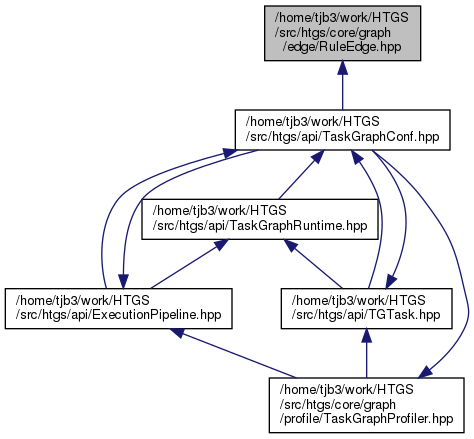 /home/tjb3/work/HTGS
/src/htgs/core/graph
/edge/RuleEdge.hpp
/home/tjb3/work/HTGS
/src/htgs/api/TaskGraphConf.hpp
/home/tjb3/work/HTGS
/src/htgs/api/TaskGraphRuntime.hpp
/home/tjb3/work/HTGS
/src/htgs/api/ExecutionPipeline.hpp
/home/tjb3/work/HTGS
/src/htgs/api/TGTask.hpp
/home/tjb3/work/HTGS
/src/htgs/core/graph
/profile/TaskGraphProfiler.hpp